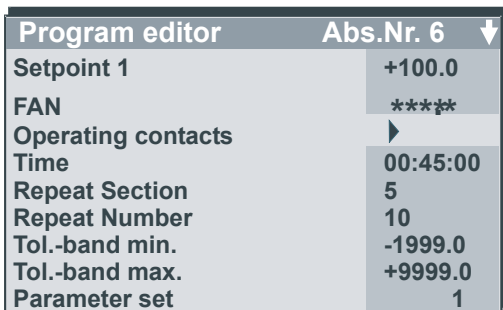 Program editor Abs.Nr. 6
Setpoint 1 +100.0
FAN *****
Operating contacts
Time 00:45:00
Repeat Section 5
Repeat Number 10
Tol.-band min. -1999.0
Tol.-band max. +9999.0
Parameter set 1